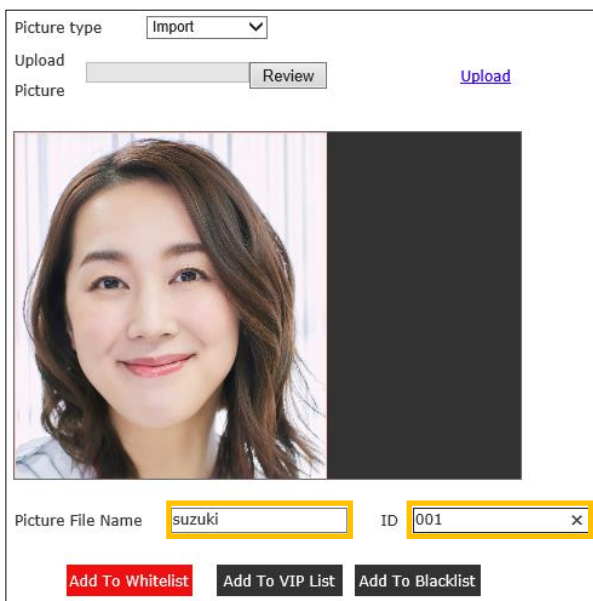 Picture type Import
Upload
Picture
Review
Upload
Picture File Name suzuki ID 001 ×
Add To Whitelist Add To VIP List Add To Blacklist